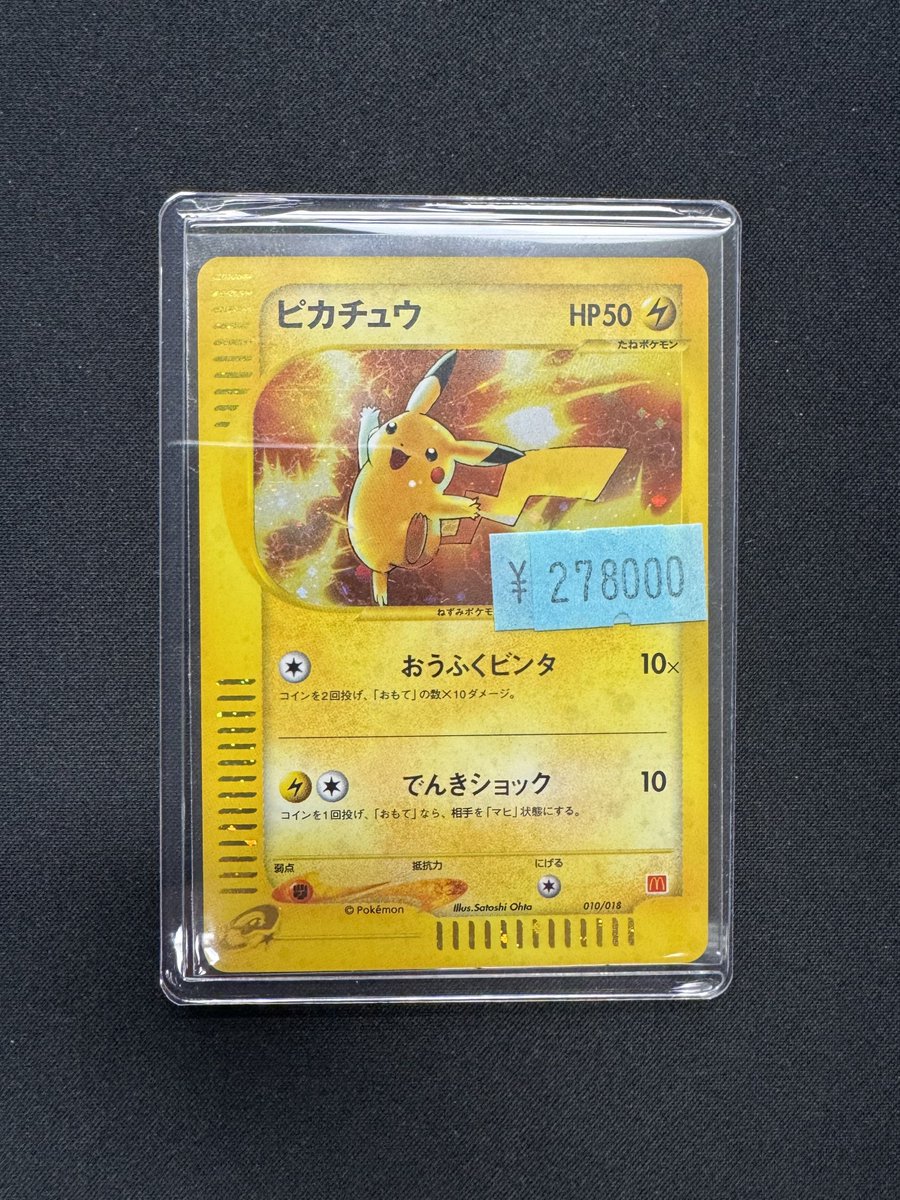 ピカチュウ
HP50
たねポケモン
ねずみポケモ
¥ 278000
おうふくビンタ 10×
コインを2回投げ、「おもて」の数×10ダメージ。
でんきショック 10
コインを1回投げ、「おもて」なら、相手を「マヒ」状態にする。
弱点 抵抗力 にげる
© Pokémon Illus.Satoshi Ohta 010/018